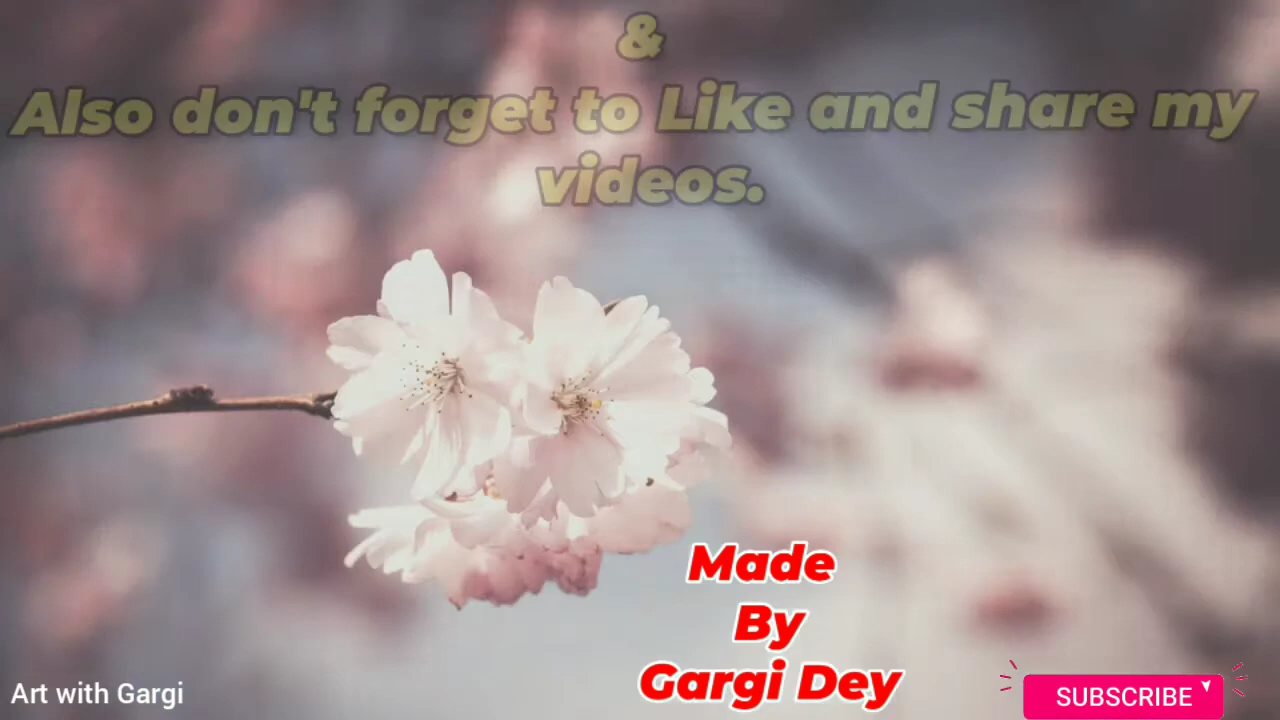 &
Also don't forget to Like and share my
videos.
Made
By
Gargi Dey
Art with Gargi
SUBSCRIBE